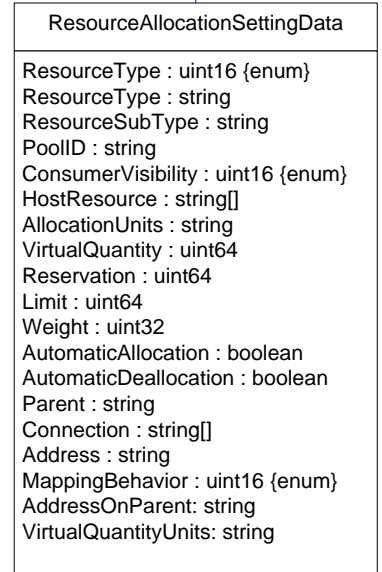 ResourceAllocationSettingData
ResourceType : uint16 {enum}
ResourceType : string
ResourceSubType : string
PoolID : string
ConsumerVisibility : uint16 {enum}
HostResource : string[]
AllocationUnits : string
VirtualQuantity : uint64
Reservation : uint64
Limit : uint64
Weight : uint32
AutomaticAllocation : boolean
AutomaticDeallocation : boolean
Parent : string
Connection : string[]
Address : string
MappingBehavior : uint16 {enum}
AddressOnParent: string
VirtualQuantityUnits: string